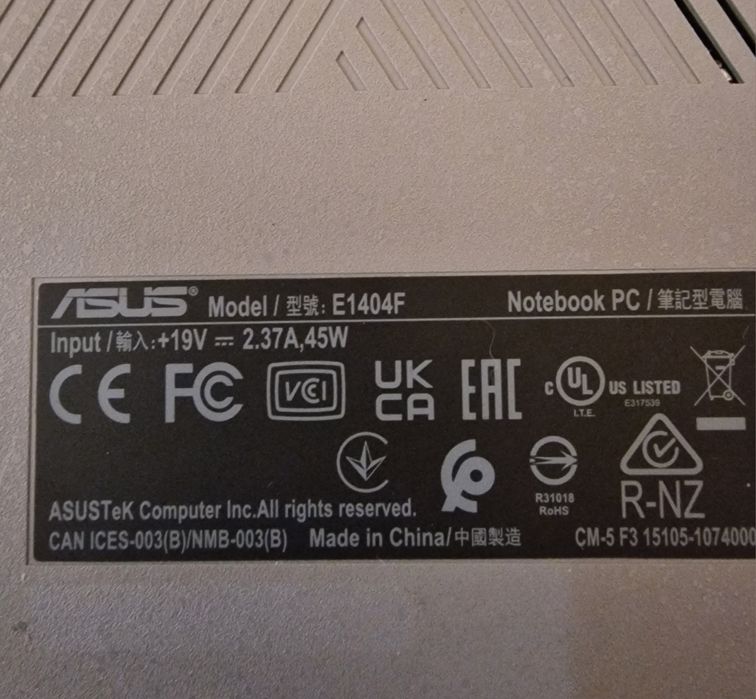 ASUS® Model / 型號: E1404F Notebook PC / 筆記型電腦
Input / 輸入: +19V ⎓ 2.37A,45W
CE FC VCI UK CA EAC c UL US LISTED
I.T.E. E317539
R31018
RoHS
R-NZ
ASUSTeK Computer Inc.All rights reserved.
CAN ICES-003(B)/NMB-003(B) Made in China/中國製造 CM-5 F3 15105-1074000